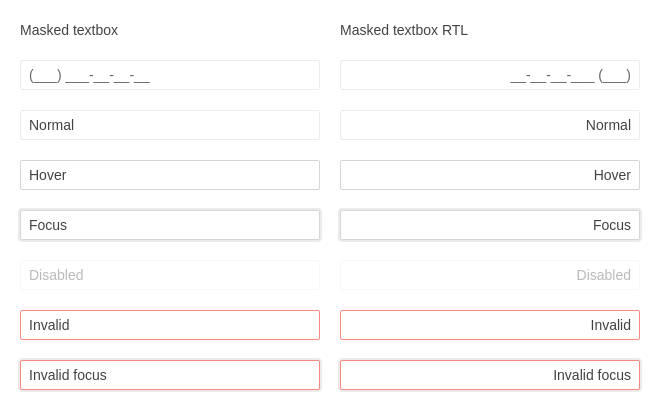 Masked textbox
Masked textbox RTL
(___) ___-__-__-__
__-__-__-___ (___)
Normal
Normal
Hover
Hover
Focus
Focus
Disabled
Disabled
Invalid
Invalid
Invalid focus
Invalid focus